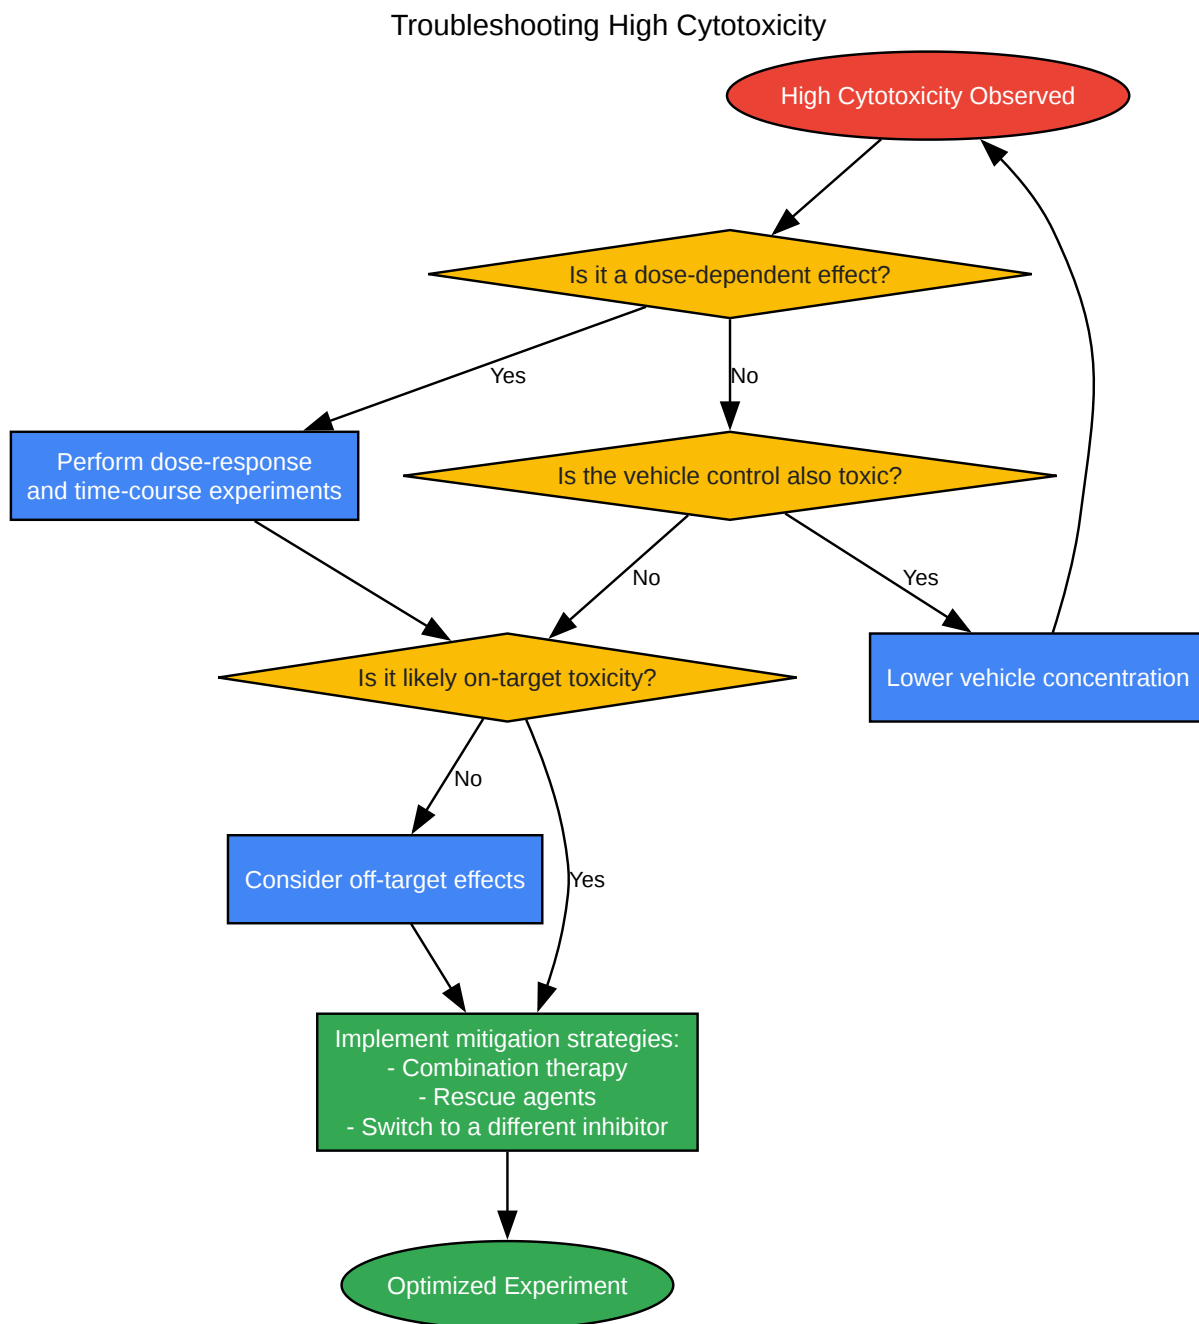 Troubleshooting High Cytotoxicity
High Cytotoxicity Observed
Is it a dose-dependent effect?
Yes
No
Perform dose-response
and time-course experiments
Is the vehicle control also toxic?
No
Yes
Is it likely on-target toxicity?
Lower vehicle concentration
No
Consider off-target effects
Yes
Implement mitigation strategies:
- Combination therapy
- Rescue agents
- Switch to a different inhibitor
Optimized Experiment